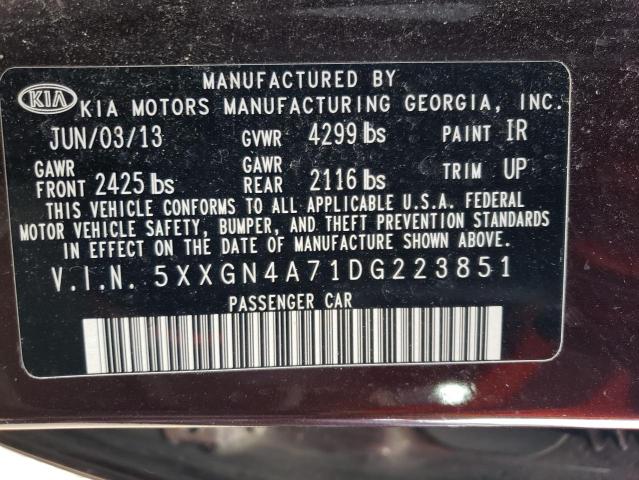 MANUFACTURED BY
KIA KIA MOTORS MANUFACTURING GEORGIA, INC.
JUN/03/13 GVWR 4299 lbs PAINT IR
GAWR FRONT 2425 lbs GAWR REAR 2116 lbs TRIM UP
THIS VEHICLE CONFORMS TO ALL APPLICABLE U.S.A. FEDERAL
MOTOR VEHICLE SAFETY, BUMPER, AND THEFT PREVENTION STANDARDS
IN EFFECT ON THE DATE OF MANUFACTURE SHOWN ABOVE.
V.I.N. 5XXGN4A71DG223851
PASSENGER CAR